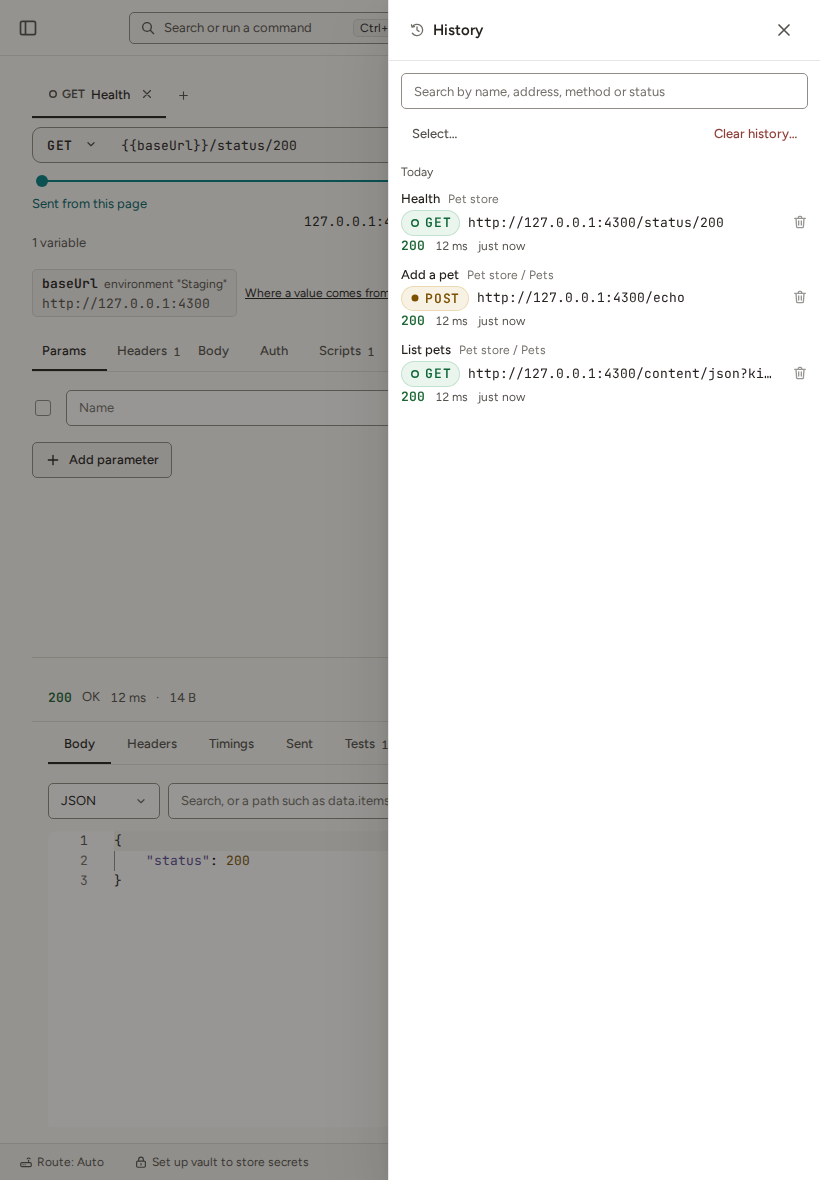 Search or run a command Ctrl+
History
GET Health
Search by name, address, method or status
GET {{baseUrl}}/status/200
Select... Clear history...
Today
Sent from this page
127.0.0.1:4
1 variable
baseUrl environment "Staging"
http://127.0.0.1:4300
Where a value comes from
Params Headers 1 Body Auth Scripts 1
Name
Add parameter
Health Pet store
GET http://127.0.0.1:4300/status/200
200 12 ms just now
Add a pet Pet store / Pets
POST http://127.0.0.1:4300/echo
200 12 ms just now
List pets Pet store / Pets
GET http://127.0.0.1:4300/content/json?ki…
200 12 ms just now
200 OK 12 ms · 14 B
Body Headers Timings Sent Tests 1
JSON Search, or a path such as data.items
1 {
2 "status": 200
3 }
Route: Auto Set up vault to store secrets